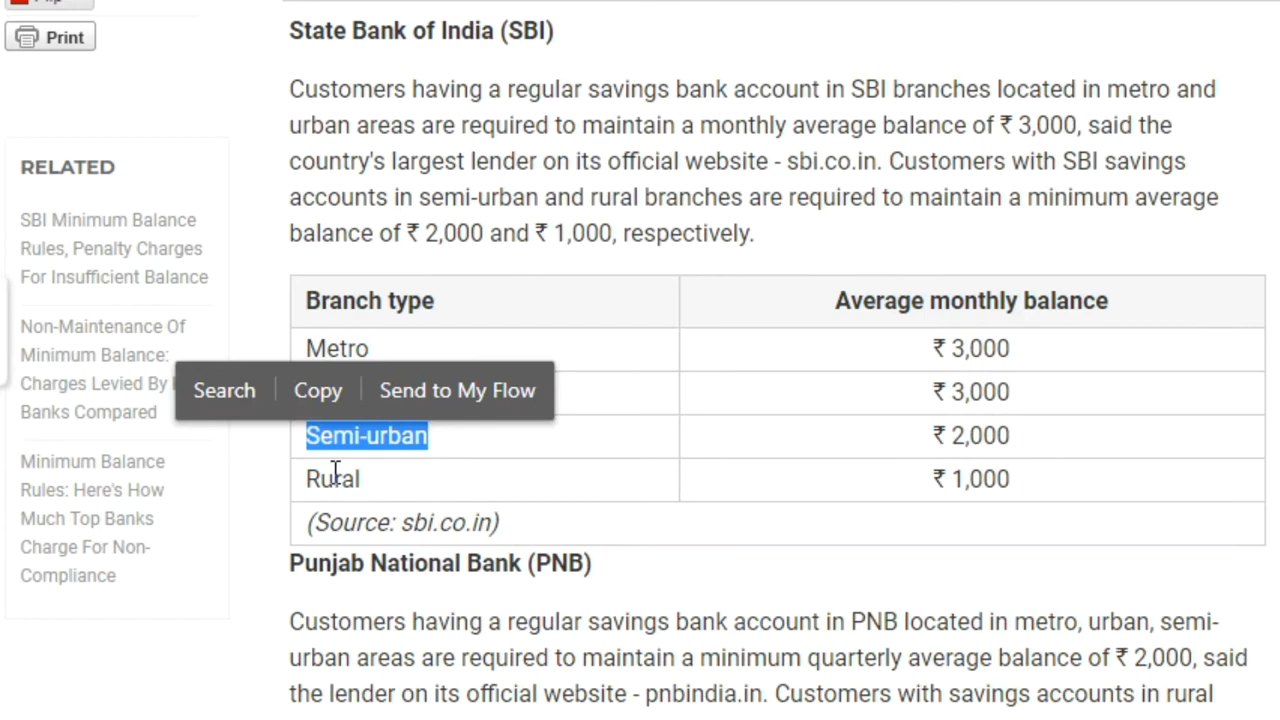 Print
State Bank of India (SBI)
Customers having a regular savings bank account in SBI branches located in metro and
urban areas are required to maintain a monthly average balance of ₹ 3,000, said the
country's largest lender on its official website - sbi.co.in. Customers with SBI savings
accounts in semi-urban and rural branches are required to maintain a minimum average
balance of ₹ 2,000 and ₹ 1,000, respectively.
RELATED
SBI Minimum Balance
Rules, Penalty Charges
For Insufficient Balance
Non-Maintenance Of
Minimum Balance:
Charges Levied By
Banks Compared
Minimum Balance
Rules: Here's How
Much Top Banks
Charge For Non-
Compliance
Branch type Average monthly balance
Metro ₹ 3,000
Search Copy Send to My Flow
₹ 3,000
Semi-urban ₹ 2,000
Rural ₹ 1,000
(Source: sbi.co.in)
Punjab National Bank (PNB)
Customers having a regular savings bank account in PNB located in metro, urban, semi-
urban areas are required to maintain a minimum quarterly average balance of ₹ 2,000, said
the lender on its official website - pnbindia.in. Customers with savings accounts in rural